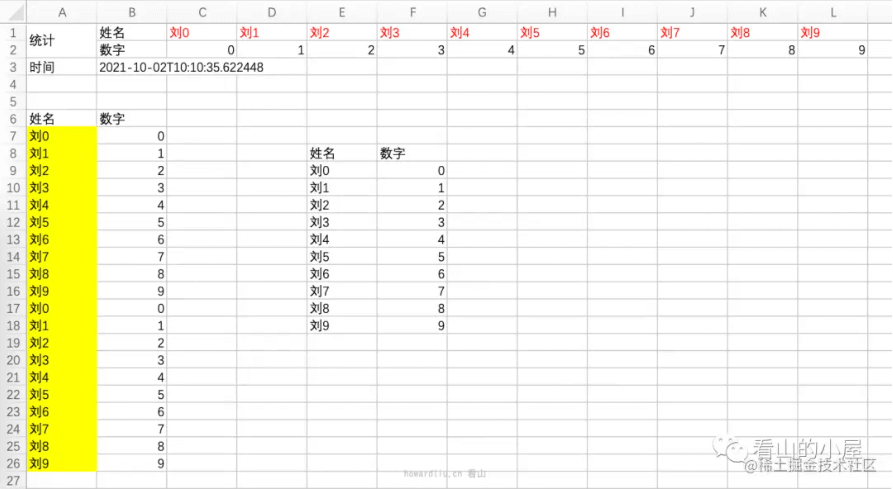 A B C D E F G H I J K L
1 统计 姓名 刘0 刘1 刘2 刘3 刘4 刘5 刘6 刘7 刘8 刘9
2 数字 0 1 2 3 4 5 6 7 8 9
3 时间 2021-10-02T10:10:35.622448
4
5
6 姓名 数字
7 刘0 0
8 刘1 1 姓名 数字
9 刘2 2 刘0 0
10 刘3 3 刘1 1
11 刘4 4 刘2 2
12 刘5 5 刘3 3
13 刘6 6 刘4 4
14 刘7 7 刘5 5
15 刘8 8 刘6 6
16 刘9 9 刘7 7
17 刘0 0 刘8 8
18 刘1 1 刘9 9
19 刘2 2
20 刘3 3
21 刘4 4
22 刘5 5
23 刘6 6
24 刘7 7
25 刘8 8
26 刘9 9
27
看山的小屋
@稀土掘金技术社区
howardliu.cn 看山